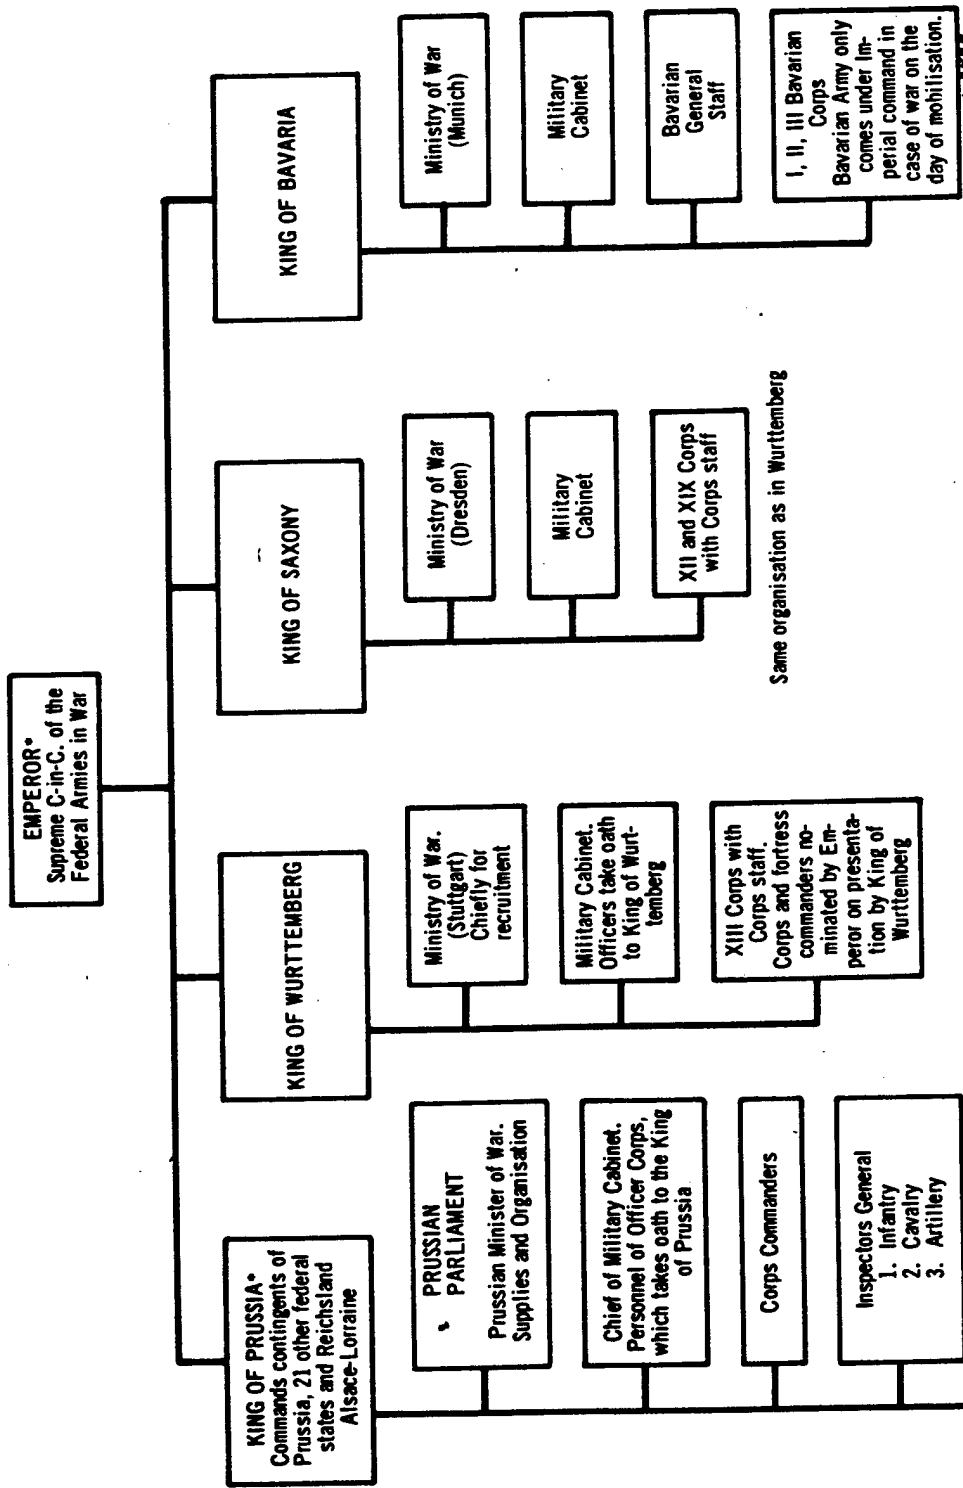 EMPEROR*
Supreme C-in-C. of the
Federal Armies in War
KING OF PRUSSIA*
Commands contingents of
Prussia, 21 other federal
states and Reichsland
Alsace-Lorraine
PRUSSIAN
PARLIAMENT
Prussian Minister of War.
Supplies and Organisation
Chief of Military Cabinet.
Personnel of Officer Corps,
which takes oath to the King
of Prussia
Corps Commanders
Inspectors General
1. Infantry
2. Cavalry
3. Artillery
KING OF WURTTEMBERG
Ministry of War.
(Stuttgart)
Chiefly for
recruitment
Military Cabinet.
Officers take oath
to King of Wurt-
temberg
XIII Corps with
Corps staff.
Corps and fortress
commanders no-
minated by Em-
peror on presenta-
tion by King of
Wurttemberg
KING OF SAXONY
Ministry of War
(Dresden)
Military
Cabinet
XII and XIX Corps
with Corps staff
Same organisation as in Wurttemberg
KING OF BAVARIA
Ministry of War
(Munich)
Military
Cabinet
Bavarian
General
Staff
I, II, III Bavarian
Corps
Bavarian Army only
comes under Im-
perial command in
case of war on the
day of mobilisation.